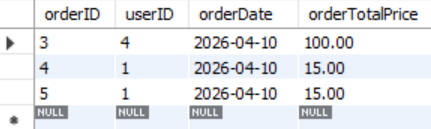 orderID userID orderDate orderTotalPrice
3 4 2026-04-10 100.00
4 1 2026-04-10 15.00
5 1 2026-04-10 15.00
NULL NULL NULL NULL